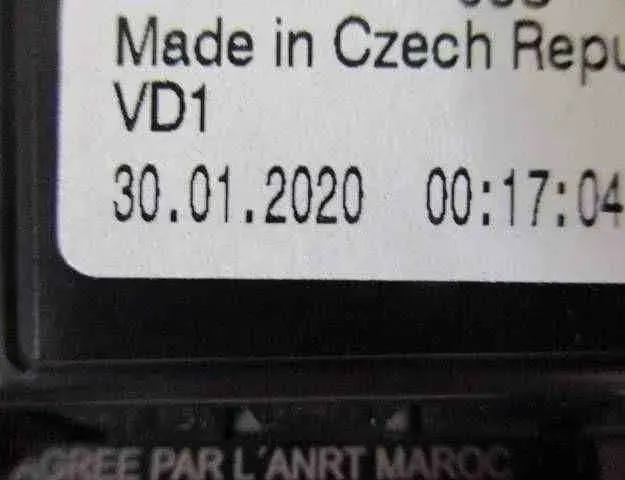 Made in Czech Repu
VD1
30.01.2020 00:17:04
AGREE PAR L´ANRT MAROC